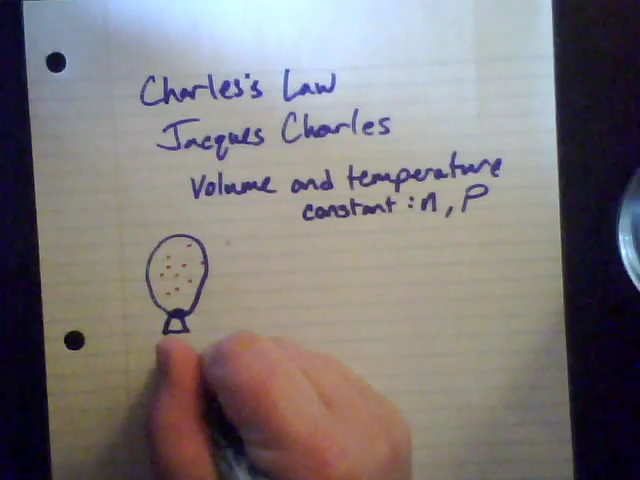 Charles's Law
Jacques Charles
Volume and temperature
constant : n, P